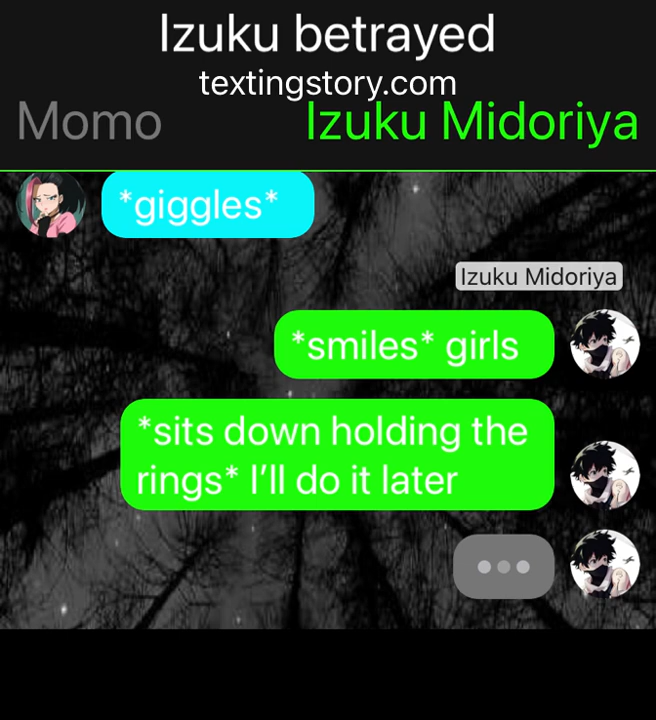 Izuku betrayed
textingstory.com
Momo
Izuku Midoriya
*giggles*
Izuku Midoriya
*smiles* girls
*sits down holding the
rings* I’ll do it later